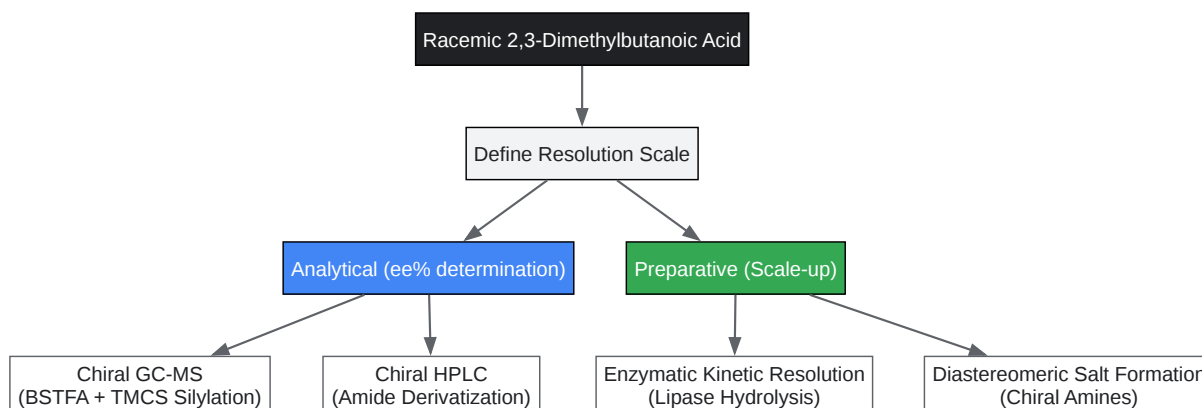 Racemic 2,3-Dimethylbutanoic Acid
Define Resolution Scale
Analytical (ee% determination)
Preparative (Scale-up)
Chiral GC-MS
(BSTFA + TMCS Silylation)
Chiral HPLC
(Amide Derivatization)
Enzymatic Kinetic Resolution
(Lipase Hydrolysis)
Diastereomeric Salt Formation
(Chiral Amines)